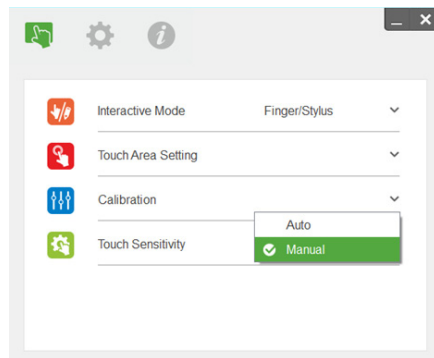 Interactive Mode Finger/Stylus
Touch Area Setting
Calibration
Auto
Touch Sensitivity
Manual